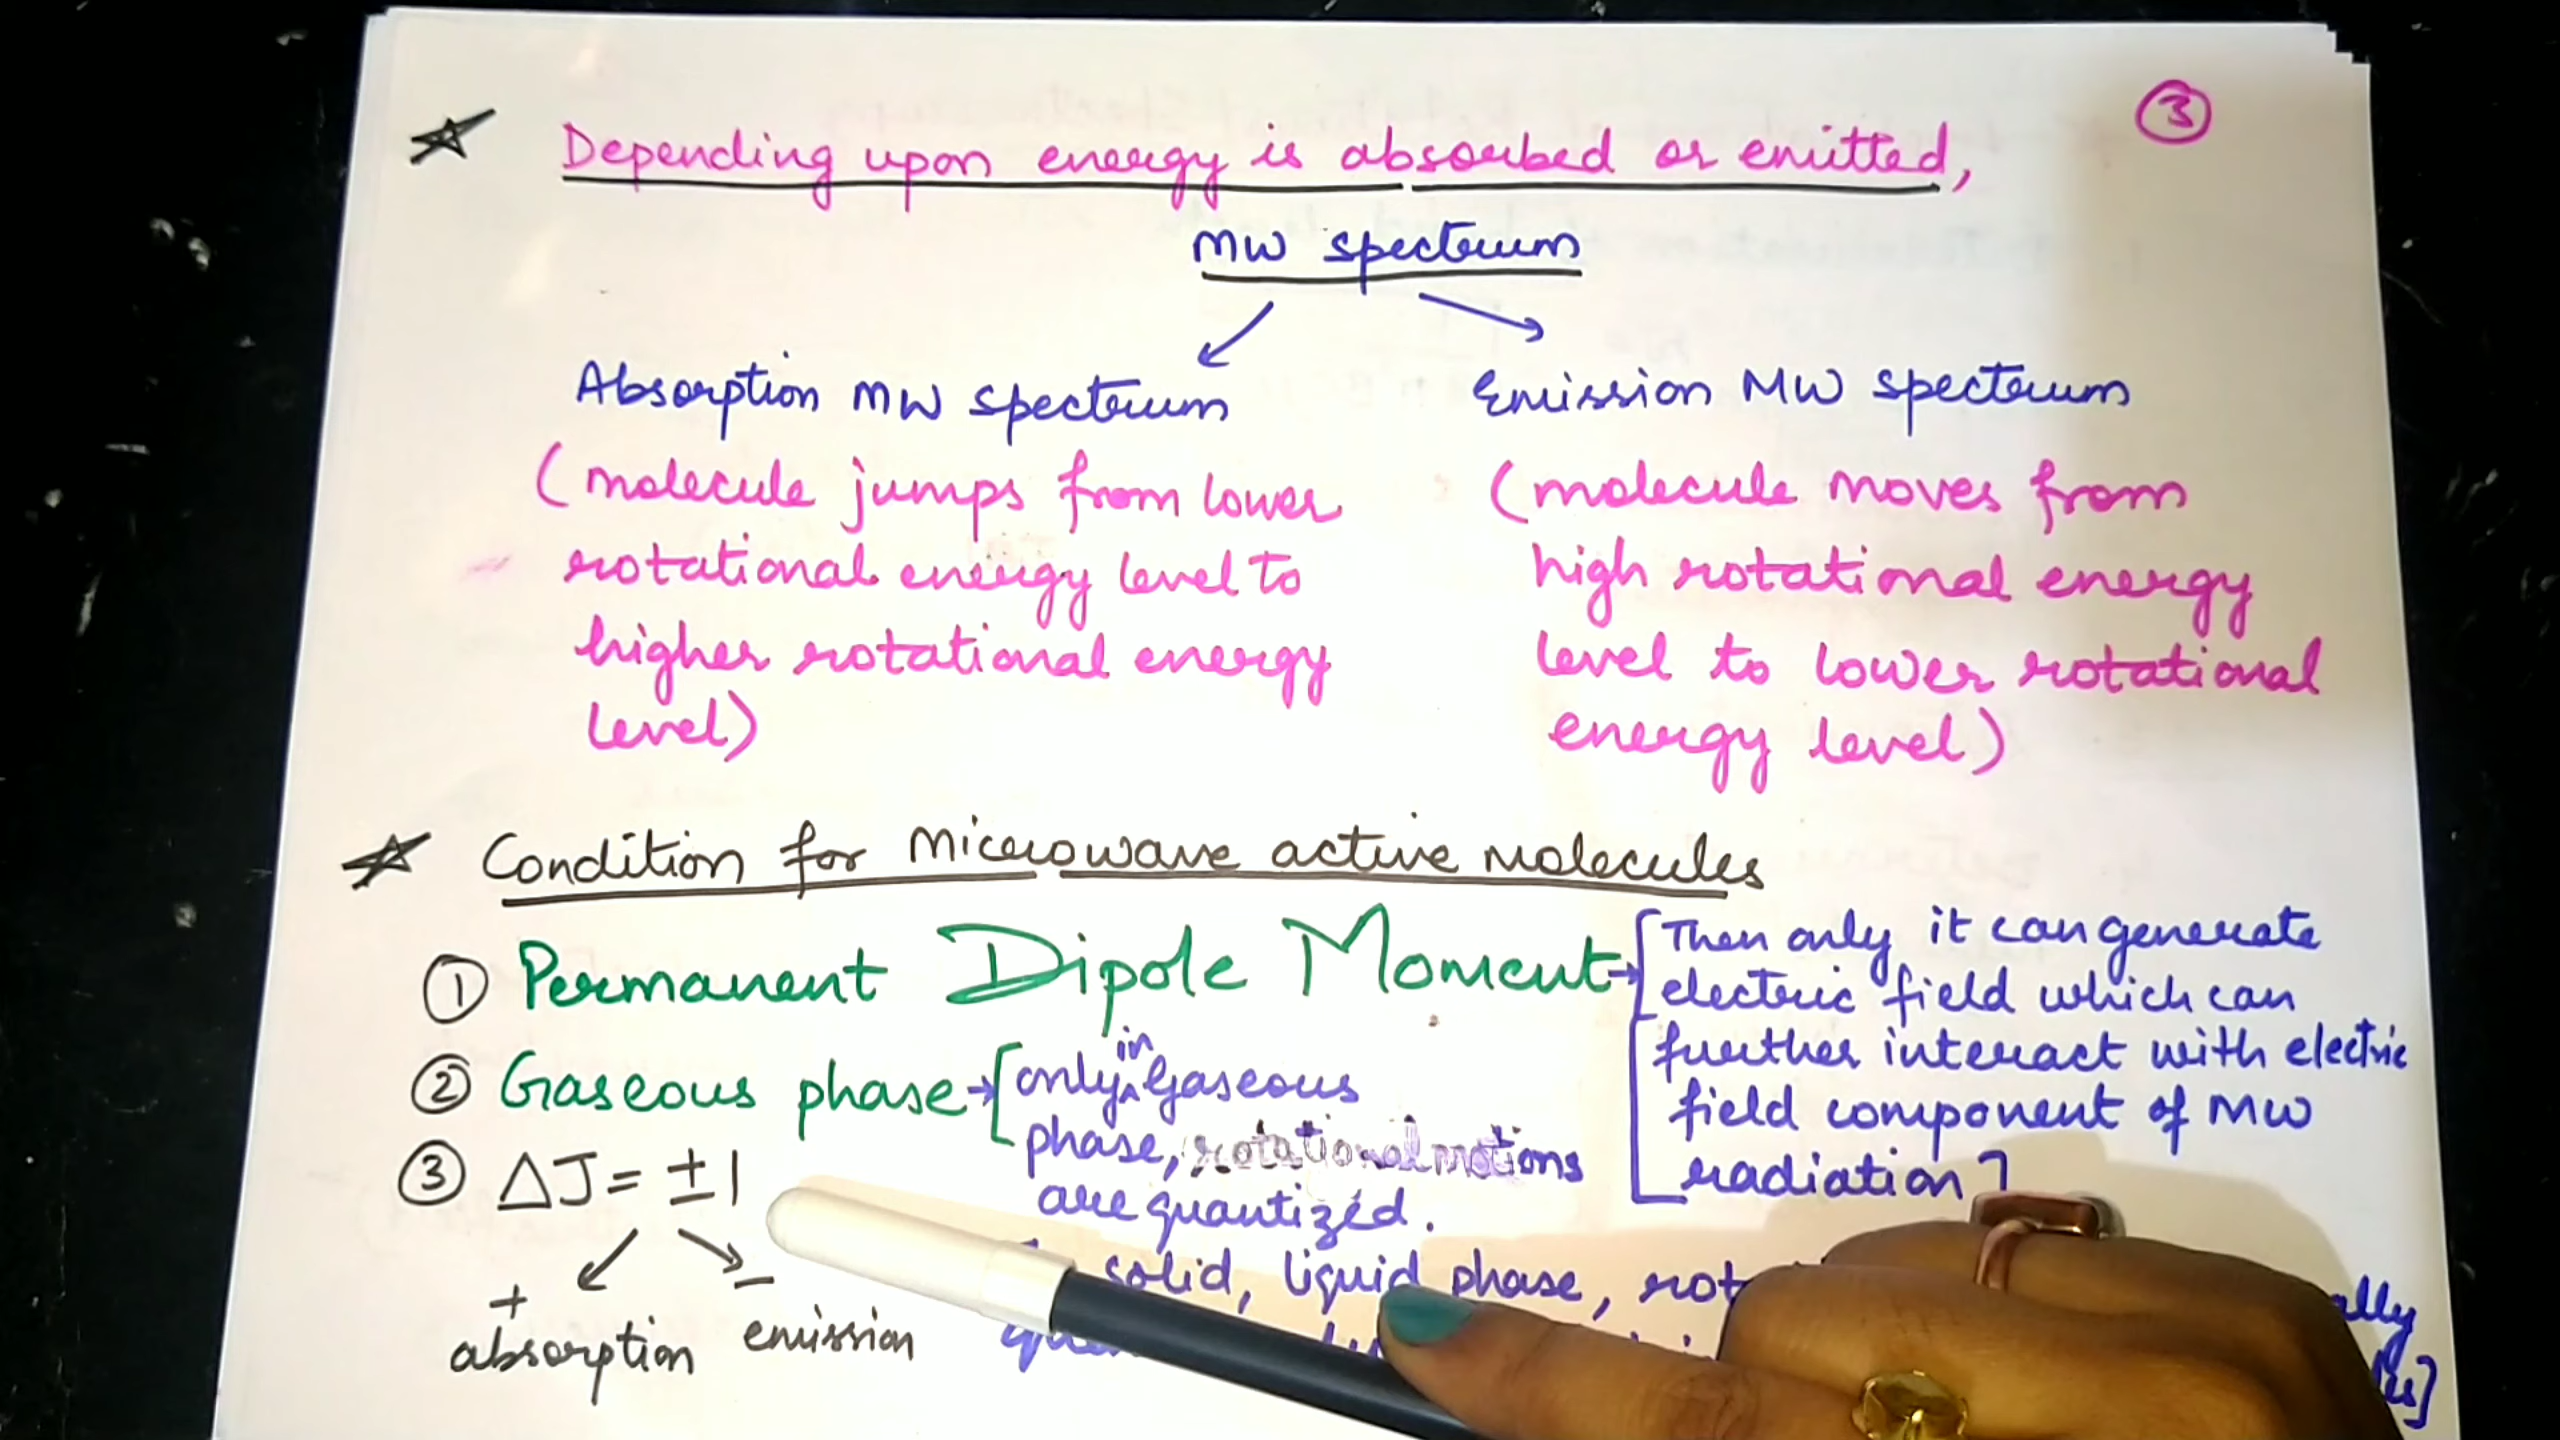 ③
Depending upon energy is absorbed or emitted,
MW spectrum
Absorption MW spectrum
(molecule jumps from lower
rotational energy level to
higher rotational energy
level)
Emission MW spectrum
(molecule moves from
high rotational energy
level to lower rotational
energy level)
Condition for Microwave active molecules
① Permanent Dipole Moment→
[Then only it can generate
electric field which can
further interact with electric
field component of MW
radiation]
② Gaseous phase→
[only in Gaseous
phase, rotational motions
are quantized.
solid, liquid phase,
③ ΔJ = ±1
+
absorption
–
emission